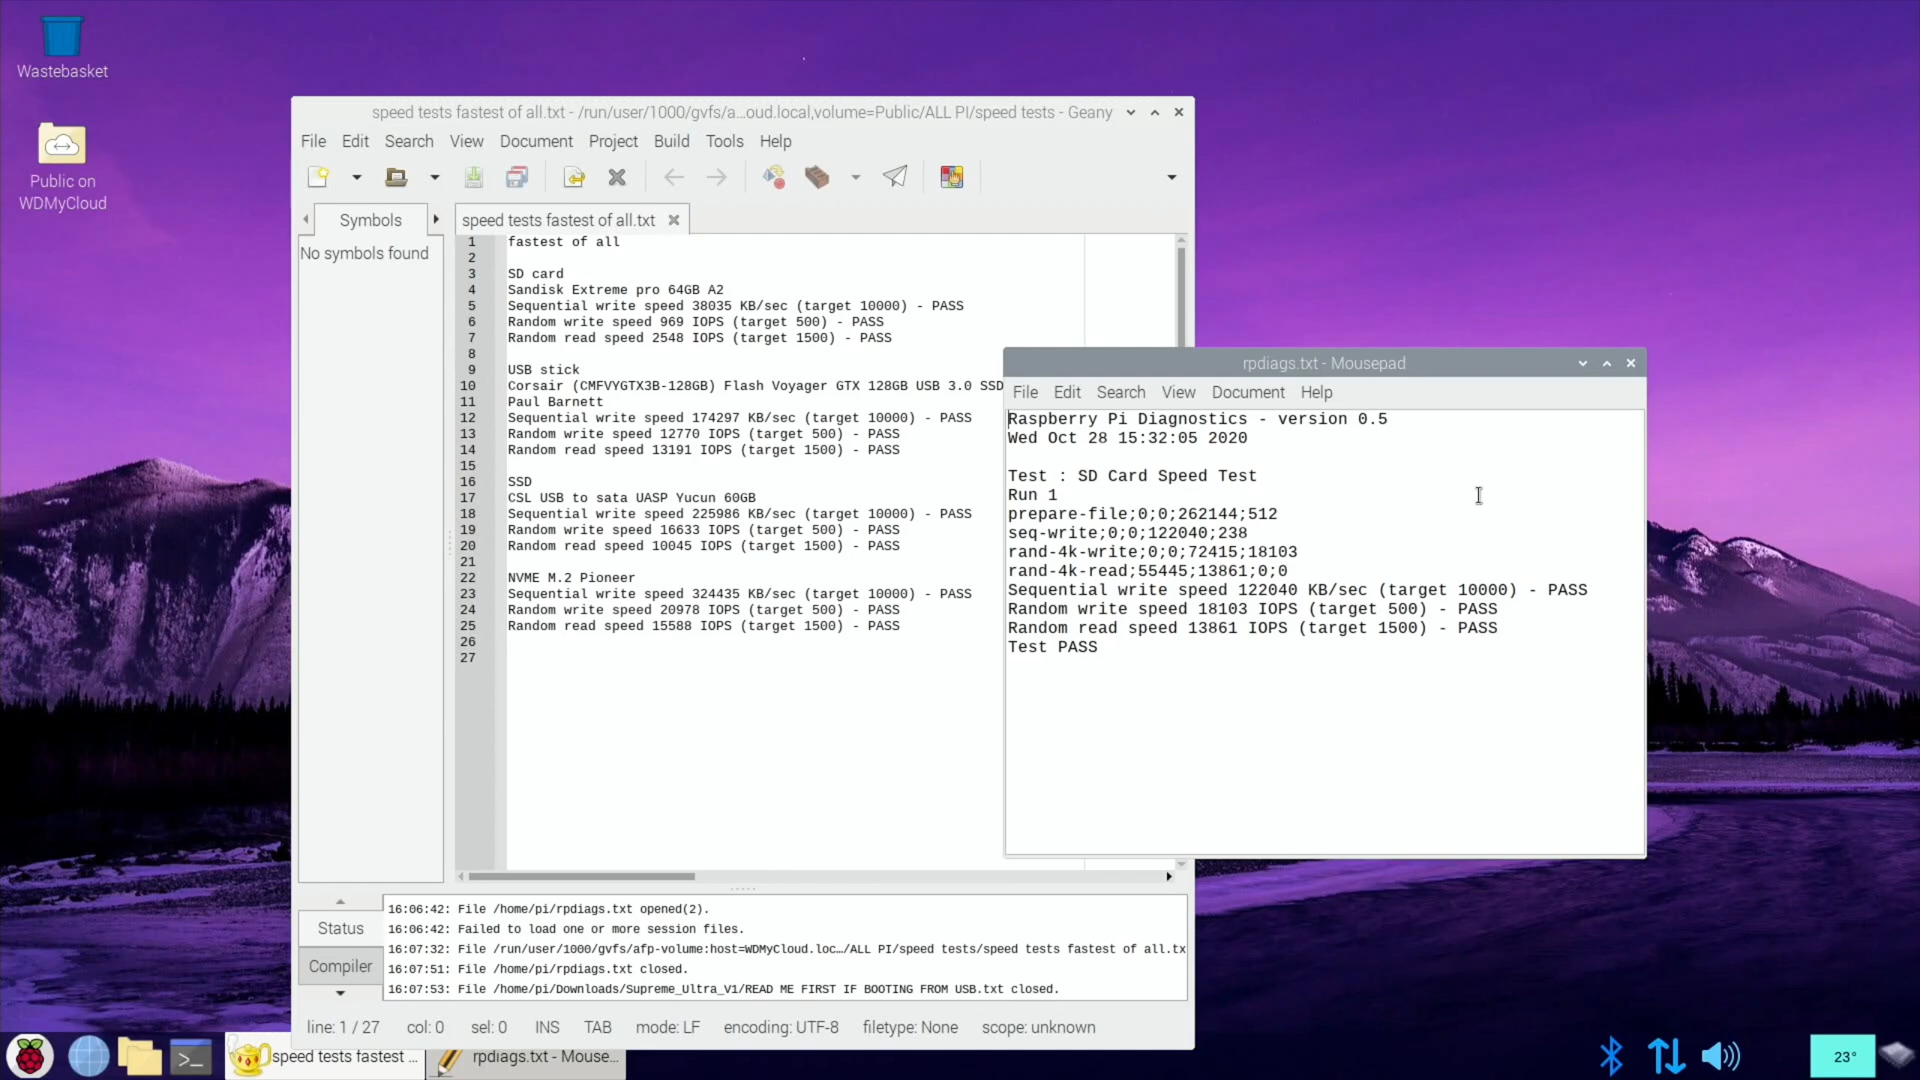 Wastebasket
Public on
WDMyCloud
speed tests fastest of all.txt - /run/user/1000/gvfs/a...oud.local,volume=Public/ALL PI/speed tests - Geany
File Edit Search View Document Project Build Tools Help
Symbols
No symbols found
speed tests fastest of all.txt
1 fastest of all
2
3 SD card
4 Sandisk Extreme pro 64GB A2
5 Sequential write speed 38035 KB/sec (target 10000) - PASS
6 Random write speed 969 IOPS (target 500) - PASS
7 Random read speed 2548 IOPS (target 1500) - PASS
8
9 USB stick
10 Corsair (CMFVYGTX3B-128GB) Flash Voyager GTX 128GB USB 3.0 SSD
11 Paul Barnett
12 Sequential write speed 174297 KB/sec (target 10000) - PASS
13 Random write speed 12770 IOPS (target 500) - PASS
14 Random read speed 13191 IOPS (target 1500) - PASS
15
16 SSD
17 CSL USB to sata UASP Yucun 60GB
18 Sequential write speed 225986 KB/sec (target 10000) - PASS
19 Random write speed 16633 IOPS (target 500) - PASS
20 Random read speed 10045 IOPS (target 1500) - PASS
21
22 NVME M.2 Pioneer
23 Sequential write speed 324435 KB/sec (target 10000) - PASS
24 Random write speed 20978 IOPS (target 500) - PASS
25 Random read speed 15588 IOPS (target 1500) - PASS
26
27
rpdiags.txt - Mousepad
File Edit Search View Document Help
Raspberry Pi Diagnostics - version 0.5
Wed Oct 28 15:32:05 2020
Test : SD Card Speed Test
Run 1
prepare-file;0;0;262144;512
seq-write;0;0;122040;238
rand-4k-write;0;0;72415;18103
rand-4k-read;55445;13861;0;0
Sequential write speed 122040 KB/sec (target 10000) - PASS
Random write speed 18103 IOPS (target 500) - PASS
Random read speed 13861 IOPS (target 1500) - PASS
Test PASS
Status
Compiler
16:06:42: File /home/pi/rpdiags.txt opened(2).
16:06:42: Failed to load one or more session files.
16:07:32: File /run/user/1000/gvfs/afp-volume:host=WDMyCloud.loc…/ALL PI/speed tests/speed tests fastest of all.tx
16:07:51: File /home/pi/rpdiags.txt closed.
16:07:53: File /home/pi/Downloads/Supreme_Ultra_V1/READ ME FIRST IF BOOTING FROM USB.txt closed.
line: 1 / 27 col: 0 sel: 0 INS TAB mode: LF encoding: UTF-8 filetype: None scope: unknown
speed tests fastest ... rpdiags.txt - Mouse... 23°